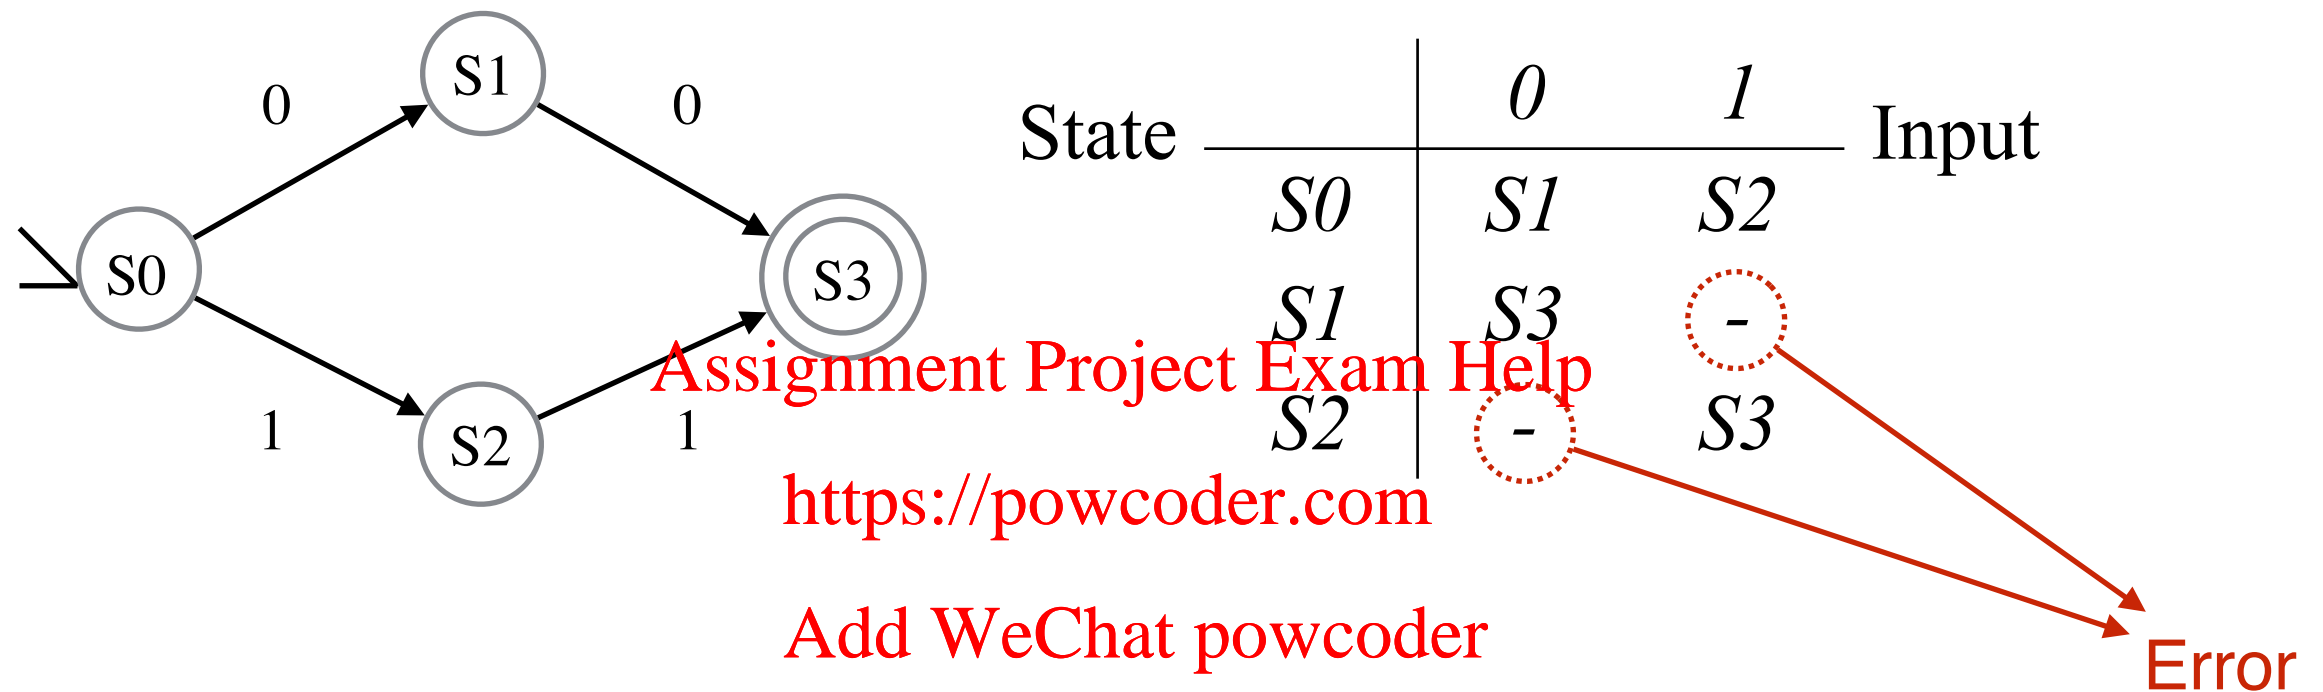 S1
0
0
S0
S3
1
S2
1
0 1
State Input
S0 S1 S2
S1 S3 -
S2 - S3
Assignment Project Exam Help
https://powcoder.com
Add WeChat powcoder
Error